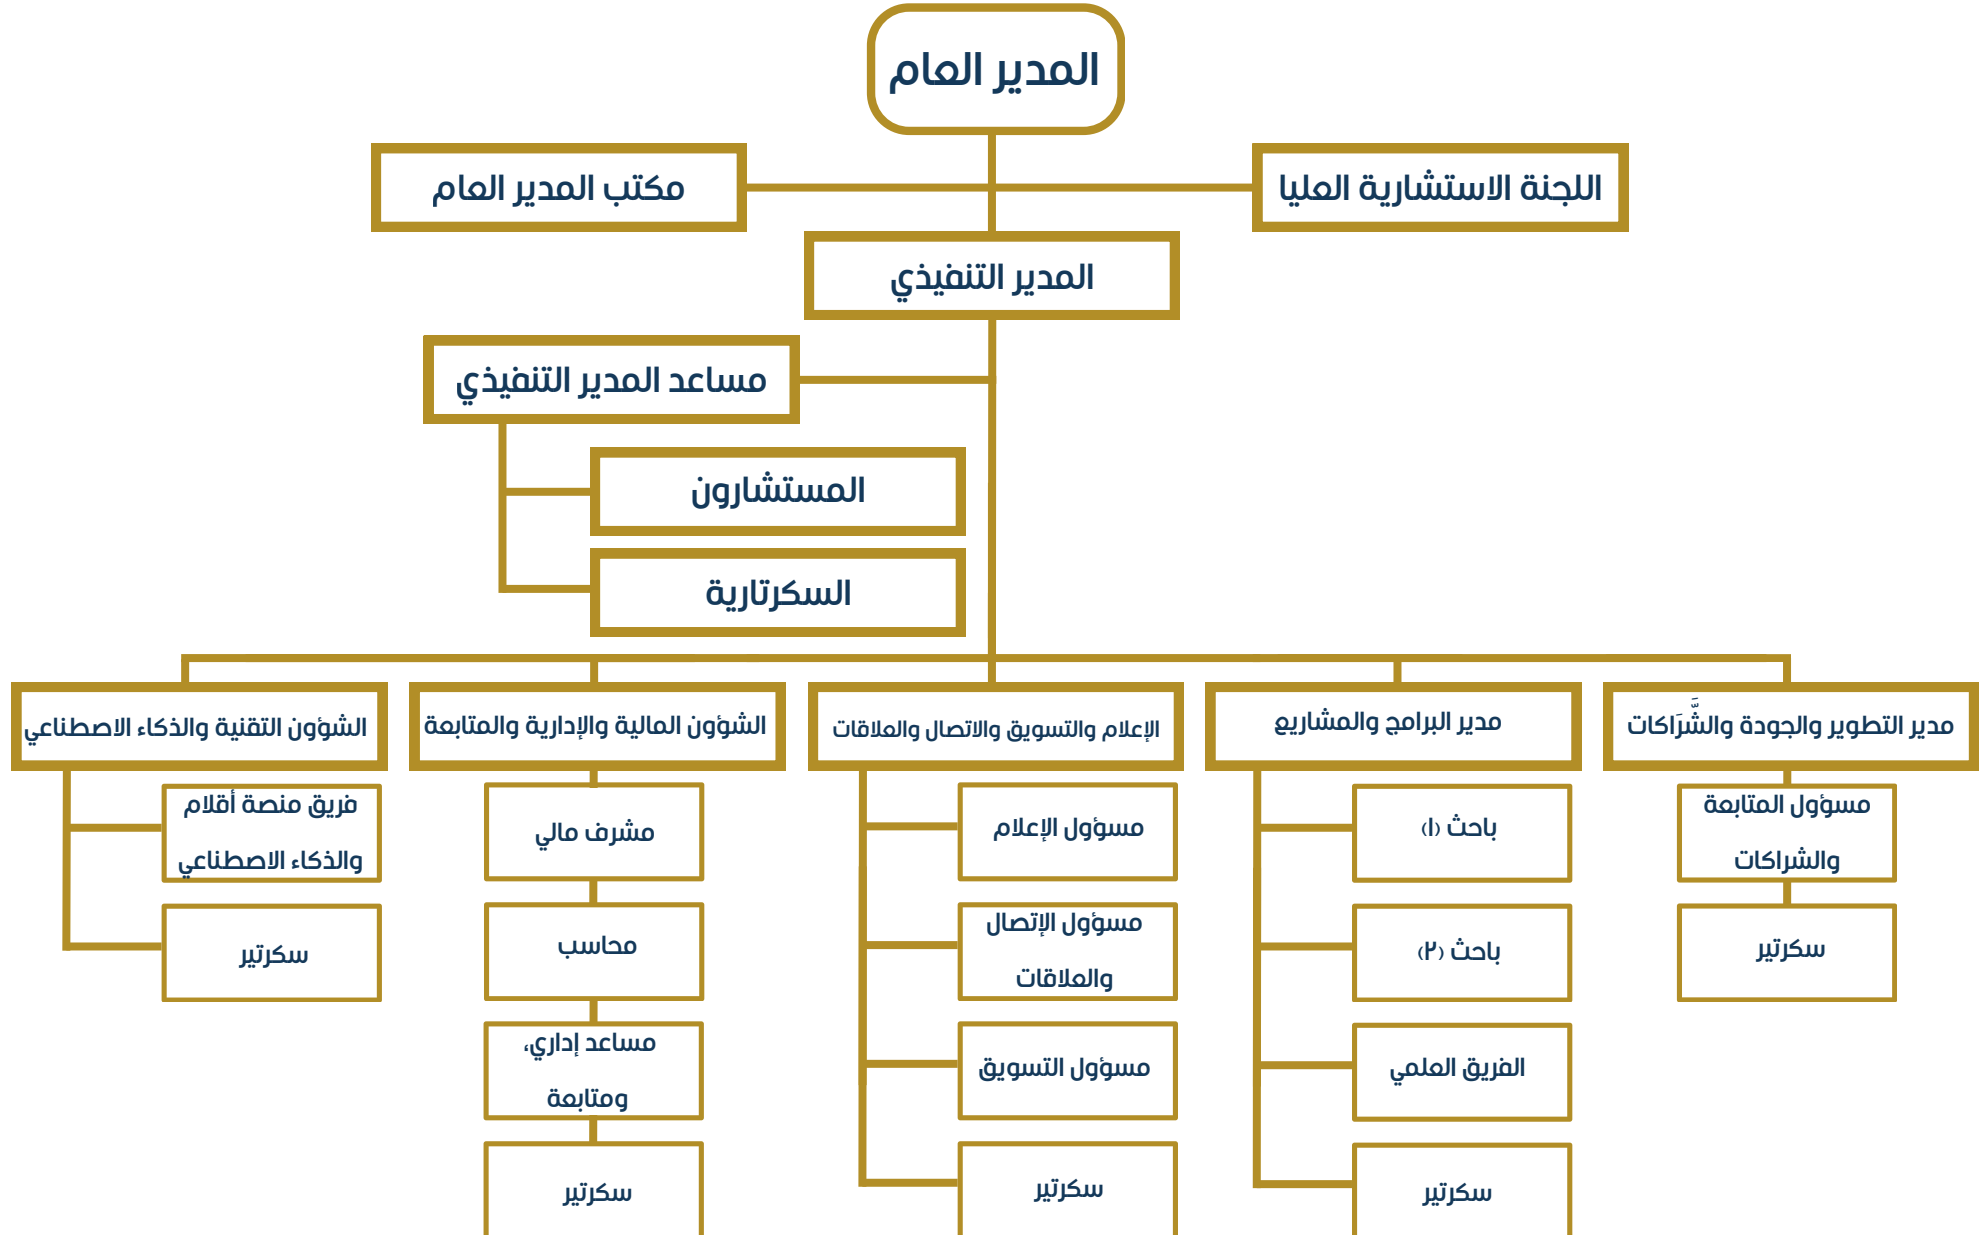 المدير العام
اللجنة الاستشارية العليا
مكتب المدير العام
المدير التنفيذي
مساعد المدير التنفيذي
المستشارون
السكرتارية
مدير التطوير والجودة والشَّرَاكات
مسؤول المتابعة
والشراكات
سكرتير
مدير البرامج والمشاريع
باحث (١)
باحث (٢)
الفريق العلمي
سكرتير
الإعلام والتسويق والاتصال والعلاقات
مسؤول الإعلام
مسؤول الإتصال
والعلاقات
مسؤول التسويق
سكرتير
الشؤون المالية والإدارية والمتابعة
مشرف مالي
محاسب
مساعد إداري،
ومتابعة
سكرتير
الشؤون التقنية والذكاء الاصطناعي
فريق منصة أقلام
والذكاء الاصطناعي
سكرتير